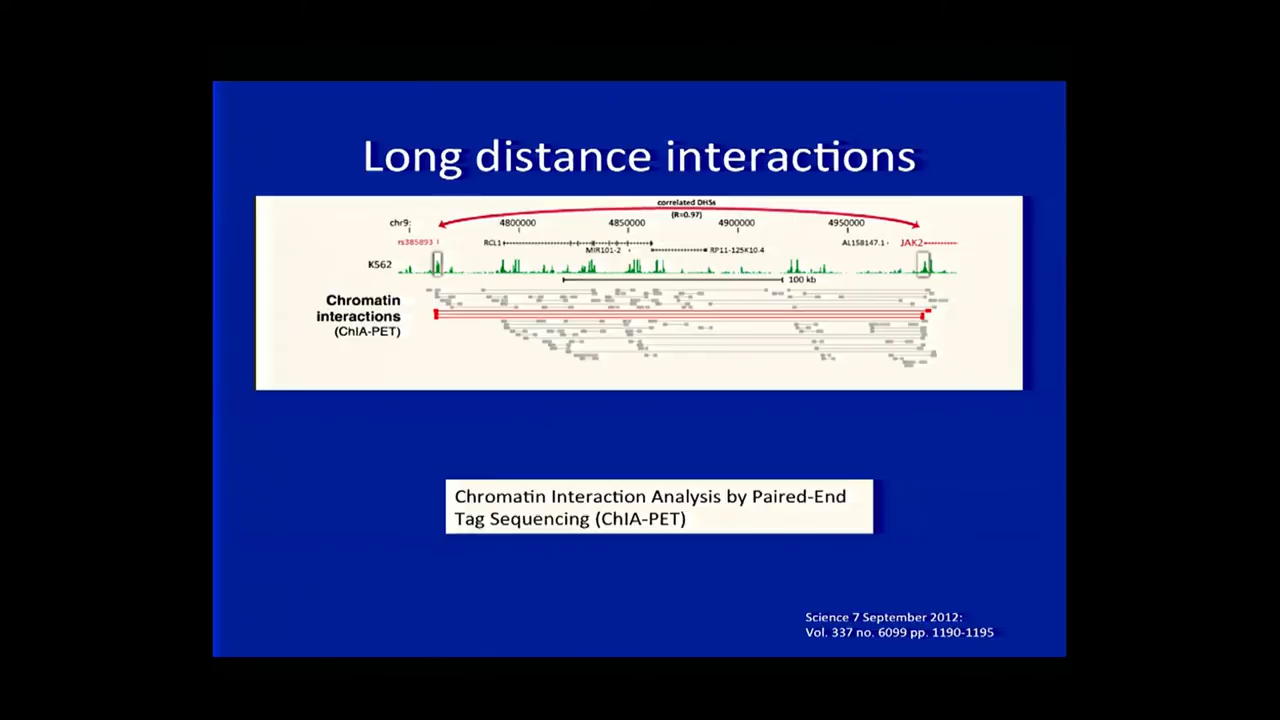 Long distance interactions
correlated DHSs
(R=0.97)
chr9: 4800000 4850000 4900000 4950000
rs385893 RCL1 MIR101-2 RP11-125K10.4 AL158147.1 JAK2
K562
100 kb
Chromatin
interactions
(ChIA-PET)
Chromatin Interaction Analysis by Paired-End
Tag Sequencing (ChIA-PET)
Science 7 September 2012:
Vol. 337 no. 6099 pp. 1190-1195